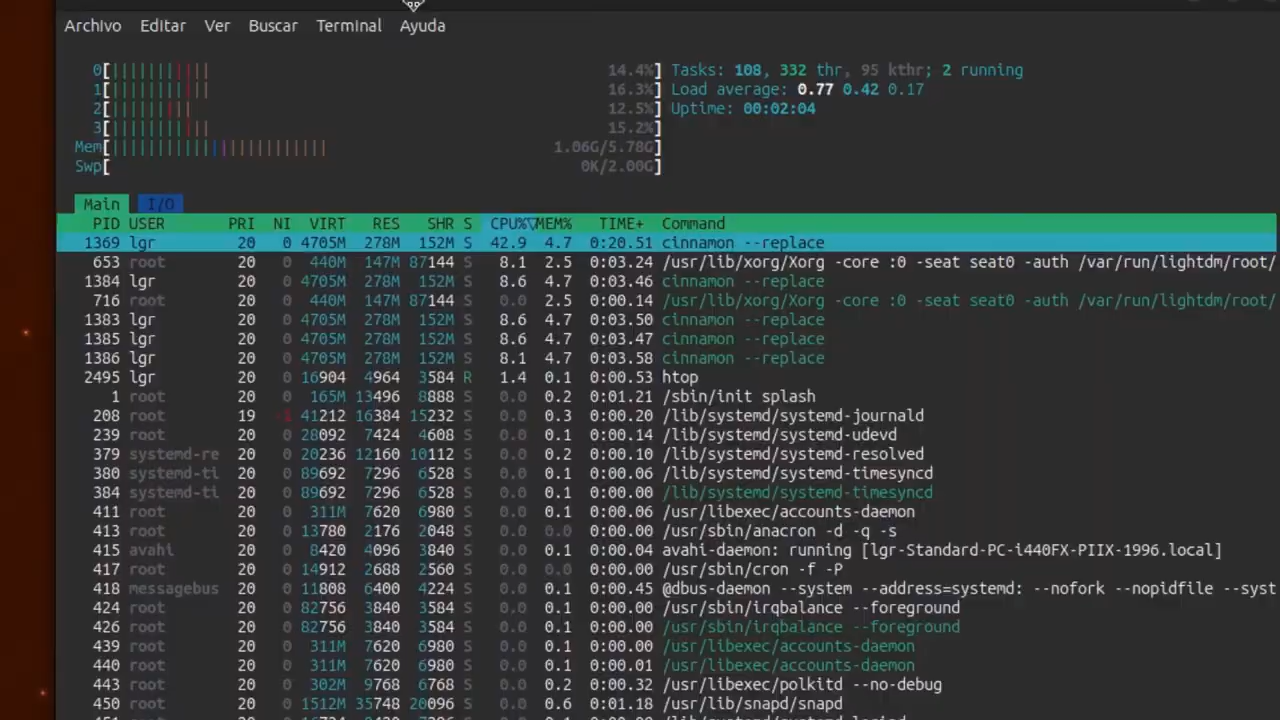 Archivo Editar Ver Buscar Terminal Ayuda
0[|||||||||||| 14.4%] Tasks: 108, 332 thr, 95 kthr; 2 running
1[|||||||||||| 16.3%] Load average: 0.77 0.42 0.17
2[|||||||||| 12.5%] Uptime: 00:02:04
3[|||||||||||| 15.2%]
Mem[||||||||||||||||||||||||| 1.06G/5.78G]
Swp[ 0K/2.00G]
Main I/O
PID USER PRI NI VIRT RES SHR S CPU%▽MEM% TIME+ Command
1369 lgr 20 0 4705M 278M 152M S 42.9 4.7 0:20.51 cinnamon --replace
653 root 20 0 440M 147M 87144 S 8.1 2.5 0:03.24 /usr/lib/xorg/Xorg -core :0 -seat seat0 -auth /var/run/lightdm/root/
1384 lgr 20 0 4705M 278M 152M S 8.6 4.7 0:03.46 cinnamon --replace
716 root 20 0 440M 147M 87144 S 0.0 2.5 0:00.14 /usr/lib/xorg/Xorg -core :0 -seat seat0 -auth /var/run/lightdm/root/
1383 lgr 20 0 4705M 278M 152M S 8.6 4.7 0:03.50 cinnamon --replace
1385 lgr 20 0 4705M 278M 152M S 8.6 4.7 0:03.47 cinnamon --replace
1386 lgr 20 0 4705M 278M 152M S 8.1 4.7 0:03.58 cinnamon --replace
2495 lgr 20 0 16904 4964 3584 R 1.4 0.1 0:00.53 htop
1 root 20 0 165M 13496 8888 S 0.0 0.2 0:01.21 /sbin/init splash
208 root 19 -1 41212 16384 15232 S 0.0 0.3 0:00.20 /lib/systemd/systemd-journald
239 root 20 0 28092 7424 4608 S 0.0 0.1 0:00.14 /lib/systemd/systemd-udevd
379 systemd-re 20 0 20236 12160 10112 S 0.0 0.2 0:00.10 /lib/systemd/systemd-resolved
380 systemd-ti 20 0 89692 7296 6528 S 0.0 0.1 0:00.06 /lib/systemd/systemd-timesyncd
384 systemd-ti 20 0 89692 7296 6528 S 0.0 0.1 0:00.00 /lib/systemd/systemd-timesyncd
411 root 20 0 311M 7620 6980 S 0.0 0.1 0:00.06 /usr/libexec/accounts-daemon
413 root 20 0 13780 2176 2048 S 0.0 0.0 0:00.00 /usr/sbin/anacron -d -q -s
415 avahi 20 0 8420 4096 3840 S 0.0 0.1 0:00.04 avahi-daemon: running [lgr-Standard-PC-i440FX-PIIX-1996.local]
417 root 20 0 14912 2688 2560 S 0.0 0.0 0:00.00 /usr/sbin/cron -f -P
418 messagebus 20 0 11808 6400 4224 S 0.0 0.1 0:00.45 @dbus-daemon --system --address=systemd: --nofork --nopidfile --syst
424 root 20 0 82756 3840 3584 S 0.0 0.1 0:00.00 /usr/sbin/irqbalance --foreground
426 root 20 0 82756 3840 3584 S 0.0 0.1 0:00.00 /usr/sbin/irqbalance --foreground
439 root 20 0 311M 7620 6980 S 0.0 0.1 0:00.00 /usr/libexec/accounts-daemon
440 root 20 0 311M 7620 6980 S 0.0 0.1 0:00.01 /usr/libexec/accounts-daemon
443 root 20 0 302M 9768 6768 S 0.0 0.2 0:00.32 /usr/libexec/polkitd --no-debug
450 root 20 0 1512M 35748 20096 S 0.0 0.6 0:01.18 /usr/lib/snapd/snapd